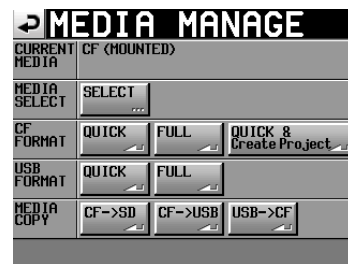 MEDIA MANAGE
CURRENT MEDIA CF (MOUNTED)
MEDIA SELECT SELECT ...
CF FORMAT QUICK FULL QUICK & Create Project
USB FORMAT QUICK FULL
MEDIA COPY CF->SD CF->USB USB->CF